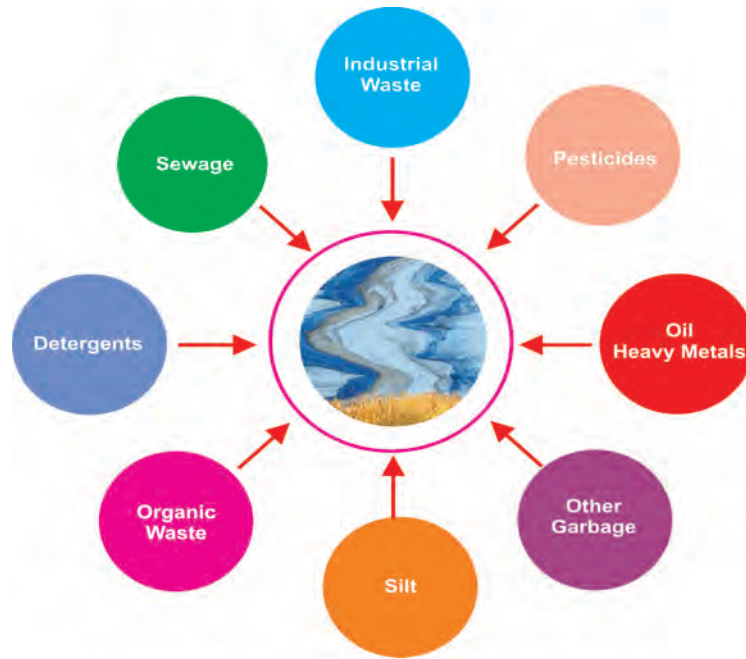 Industrial
Waste
Pesticides
Sewage
Oil
Heavy Metals
Detergents
Other
Garbage
Organic
Waste
Silt